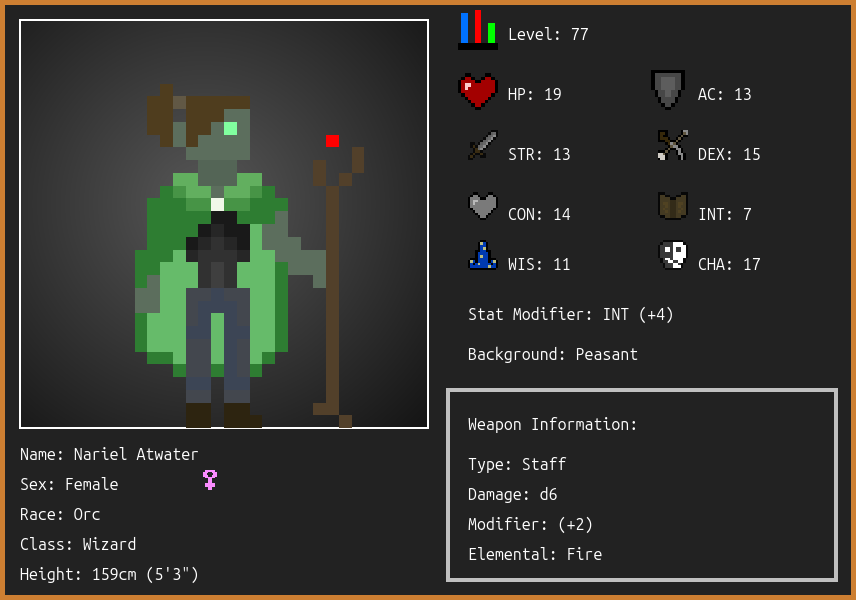 Level: 77
HP: 19
AC: 13
STR: 13
DEX: 15
CON: 14
INT: 7
WIS: 11
CHA: 17
Stat Modifier: INT (+4)
Background: Peasant
Weapon Information:
Type: Staff
Damage: d6
Modifier: (+2)
Elemental: Fire
Name: Nariel Atwater
Sex: Female
Race: Orc
Class: Wizard
Height: 159cm (5'3")